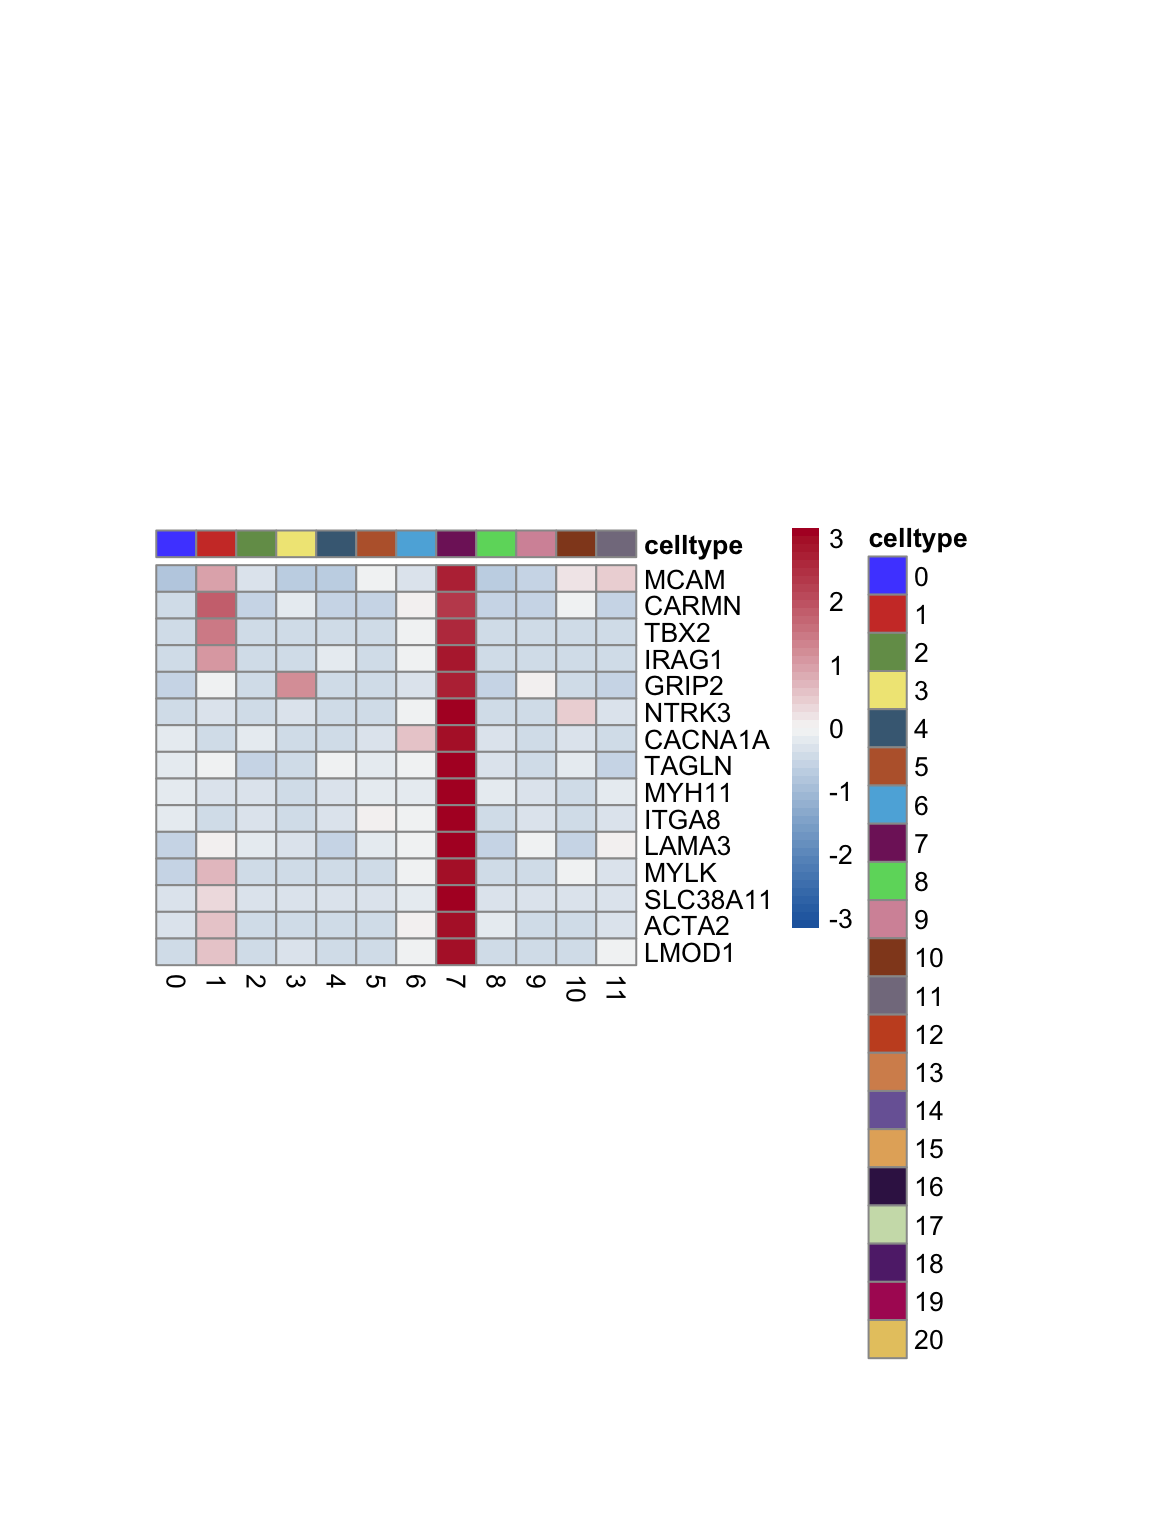 celltype
MCAM
CARMN
TBX2
IRAG1
GRIP2
NTRK3
CACNA1A
TAGLN
MYH11
ITGA8
LAMA3
MYLK
SLC38A11
ACTA2
LMOD1
0 1 2 3 4 5 6 7 8 9 10 11
3
2
1
0
-1
-2
-3
celltype
0
1
2
3
4
5
6
7
8
9
10
11
12
13
14
15
16
17
18
19
20